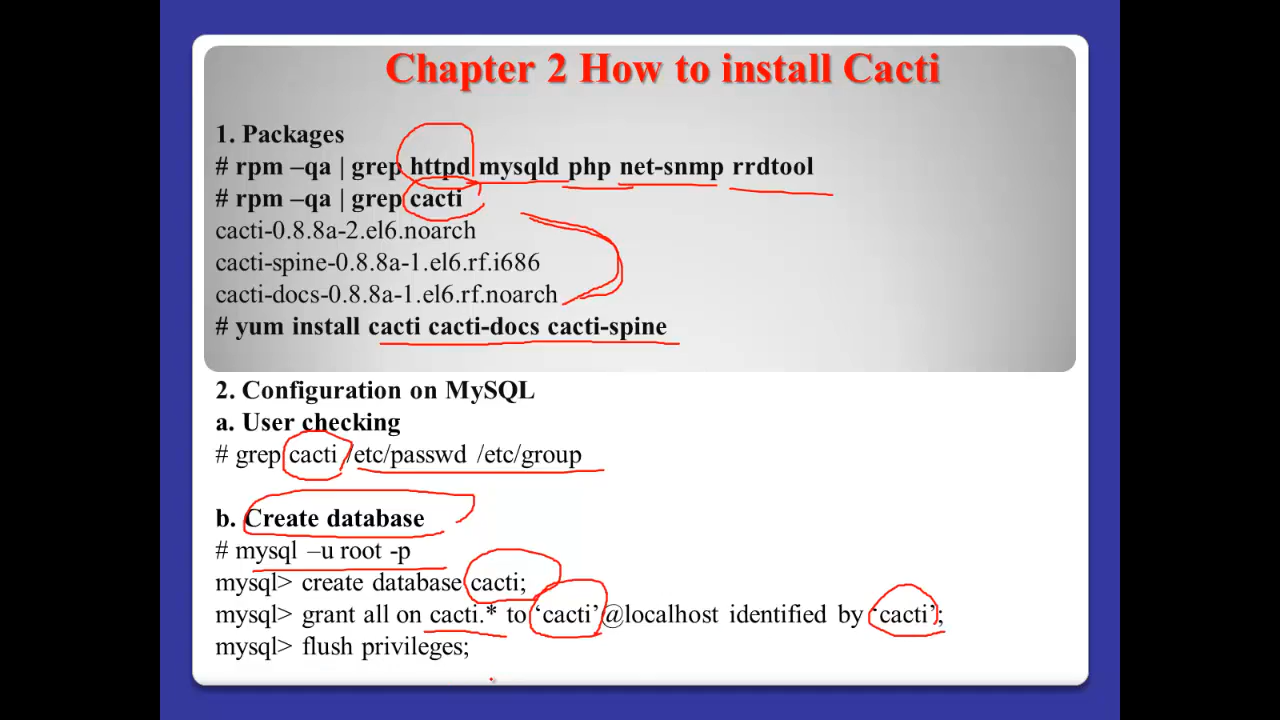 Chapter 2 How to install Cacti
1. Packages
# rpm –qa | grep httpd mysqld php net-snmp rrdtool
# rpm –qa | grep cacti
cacti-0.8.8a-2.el6.noarch
cacti-spine-0.8.8a-1.el6.rf.i686
cacti-docs-0.8.8a-1.el6.rf.noarch
# yum install cacti cacti-docs cacti-spine
2. Configuration on MySQL
a. User checking
# grep cacti /etc/passwd /etc/group
b. Create database
# mysql –u root -p
mysql> create database cacti;
mysql> grant all on cacti.* to ‘cacti’@localhost identified by ‘cacti’;
mysql> flush privileges;